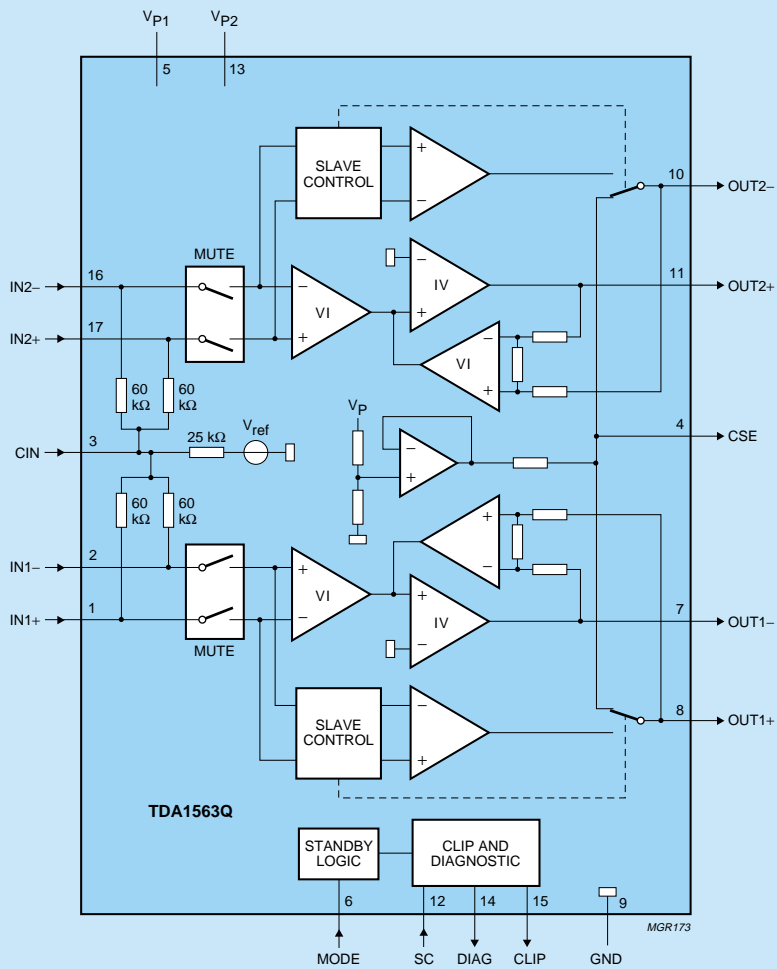 VP1 VP2
5 13
SLAVE
CONTROL
+
−
10
OUT2−
MUTE
IN2−
16
−
VI
+
−
IV
+
11
OUT2+
IN2+
17
−
VI
+
60
kΩ
60
kΩ
VP
CIN
3
25 kΩ
Vref
−
+
4
CSE
60
kΩ
60
kΩ
+
−
IN1−
2
+
VI
−
+
IV
−
7
OUT1−
IN1+
1
MUTE
SLAVE
CONTROL
−
+
8
OUT1+
TDA1563Q
STANDBY
LOGIC
CLIP AND
DIAGNOSTIC
6 12 14 15 9
MGR173
MODE SC DIAG CLIP GND